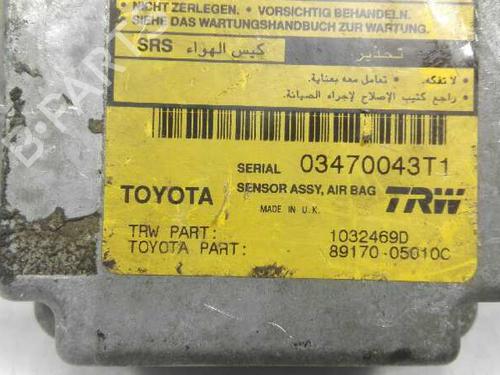 NICHT ZERLEGEN. • VORSICHTIG BEHANDELN.
SIEHE DAS WARTUNGSHANDBUCH ZUR WARTUNG.
SRS كيس الهواء تحذير
• لا تفكه. • تعامل معه بعناية.
• راجع كتيب الإصلاح لإجراء الصيانة.
SERIAL 03470043T1
TOYOTA SENSOR ASSY, AIR BAG TRW
MADE IN U.K.
TRW PART: 1032469D
TOYOTA PART: 89170-05010C
B-PARTS